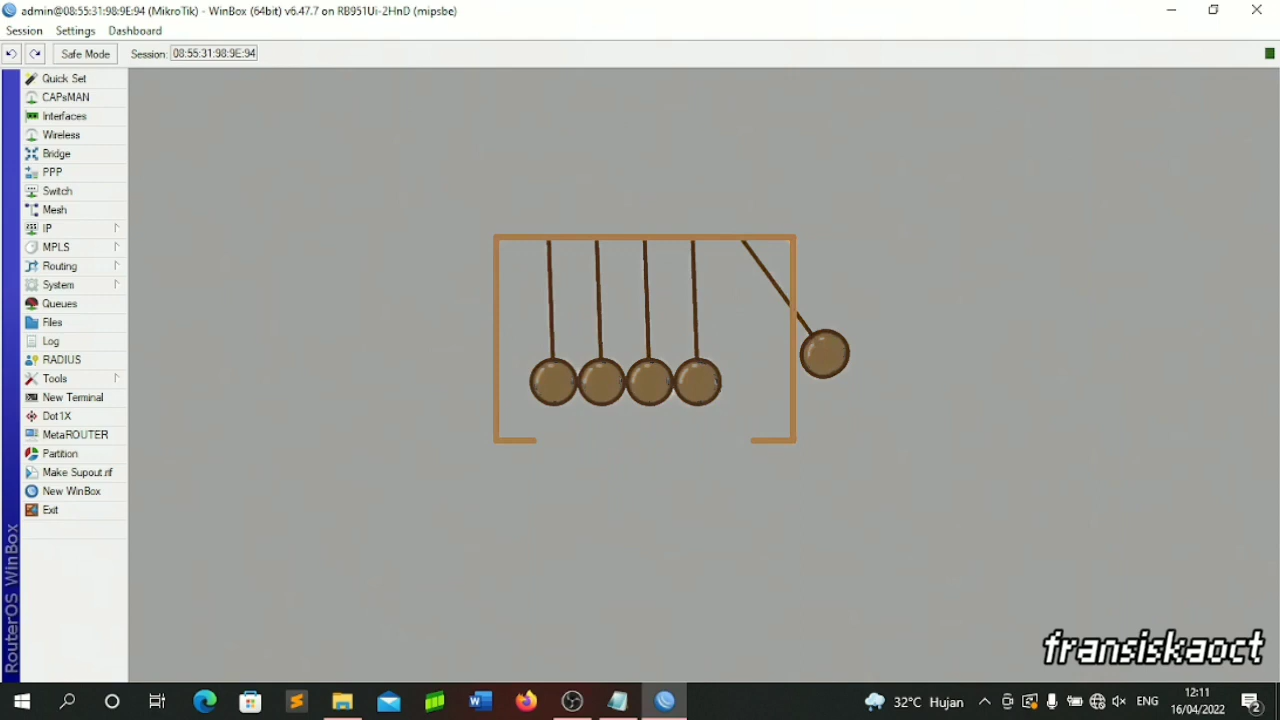 admin@08:55:31:98:9E:94 (MikroTik) - WinBox (64bit) v6.47.7 on RB951Ui-2HnD (mipsbe)
Session Settings Dashboard
Safe Mode Session: 08:55:31:98:9E:94
Quick Set
CAPsMAN
Interfaces
Wireless
Bridge
PPP
Switch
Mesh
IP
MPLS
Routing
System
Queues
Files
Log
RADIUS
Tools
New Terminal
Dot1X
MetaROUTER
Partition
Make Supout.rif
New WinBox
Exit
RouterOS WinBox
transiskaoct
32°C Hujan
ENG
12:11
16/04/2022
2